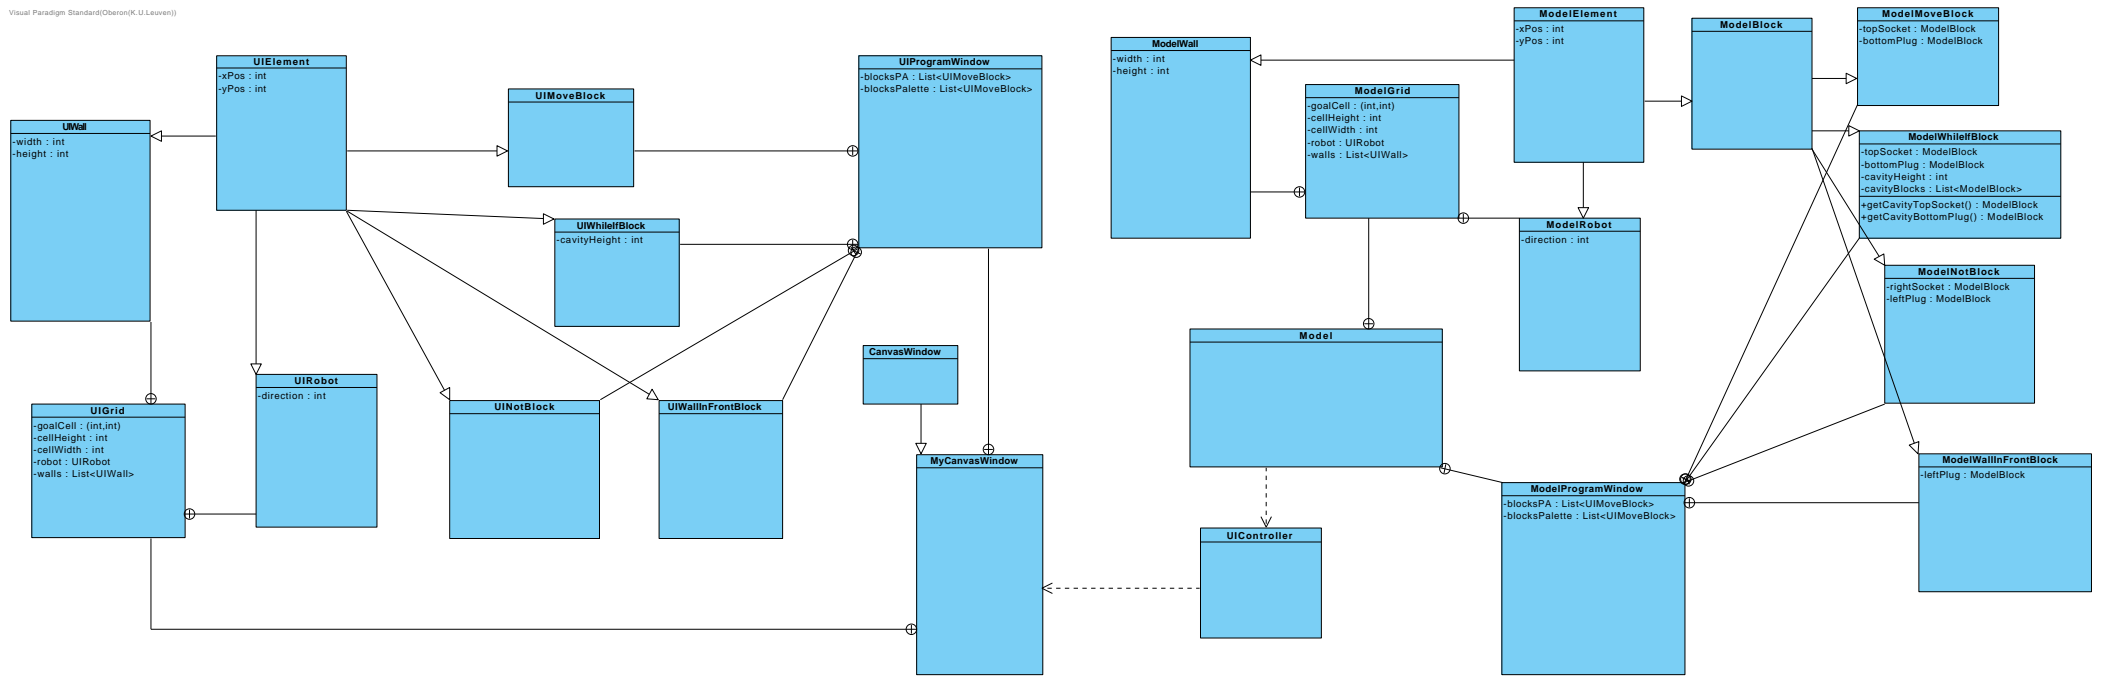 Visual Paradigm Standard(Oberon(K.U.Leuven))
UIElement
-xPos : int
-yPos : int
UIWall
-width : int
-height : int
UIMoveBlock
UIProgramWindow
-blocksPA : List<UIMoveBlock>
-blocksPalette : List<UIMoveBlock>
UIWhileIfBlock
-cavityHeight : int
CanvasWindow
UIRobot
-direction : int
UIGrid
-goalCell : (int,int)
-cellHeight : int
-cellWidth : int
-robot : UIRobot
-walls : List<UIWall>
UINotBlock
UIWallInFrontBlock
MyCanvasWindow
ModelWall
-width : int
-height : int
ModelGrid
-goalCell : (int,int)
-cellHeight : int
-cellWidth : int
-robot : UIRobot
-walls : List<UIWall>
ModelElement
-xPos : int
-yPos : int
ModelBlock
ModelMoveBlock
-topSocket : ModelBlock
-bottomPlug : ModelBlock
ModelWhileIfBlock
-topSocket : ModelBlock
-bottomPlug : ModelBlock
-cavityHeight : int
-cavityBlocks : List<ModelBlock>
+getCavityTopSocket() : ModelBlock
+getCavityBottomPlug() : ModelBlock
ModelRobot
-direction : int
ModelNotBlock
-rightSocket : ModelBlock
-leftPlug : ModelBlock
Model
ModelWallInFrontBlock
-leftPlug : ModelBlock
ModelProgramWindow
-blocksPA : List<UIMoveBlock>
-blocksPalette : List<UIMoveBlock>
UIController